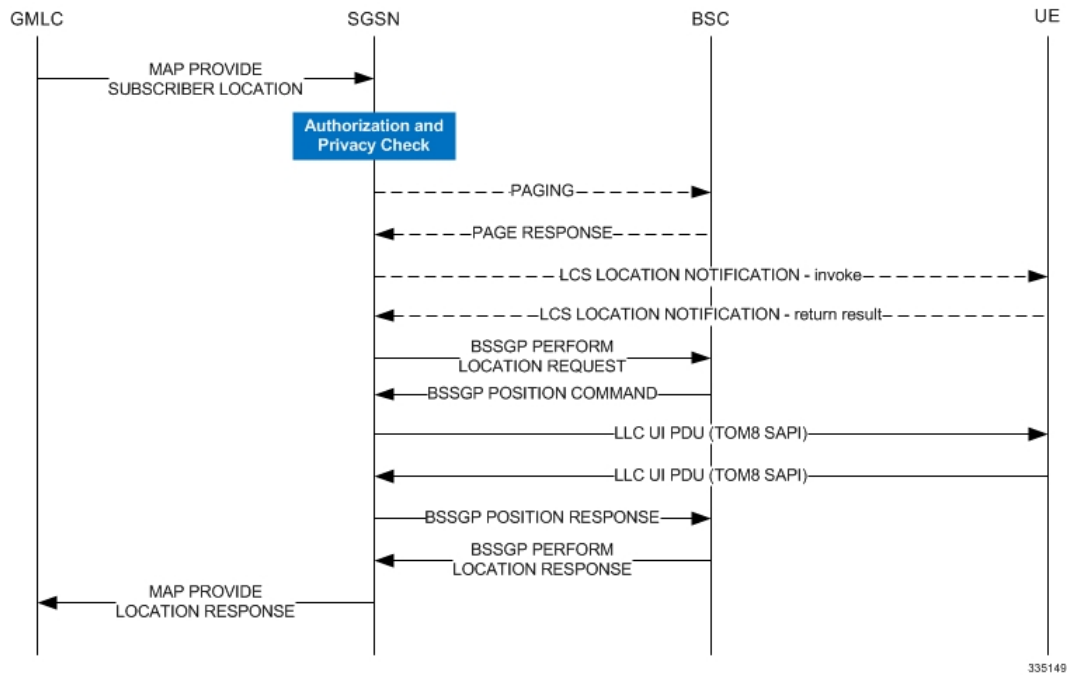 GMLC SGSN BSC UE
MAP PROVIDE
SUBSCRIBER LOCATION
Authorization and
Privacy Check
PAGING
PAGE RESPONSE
LCS LOCATION NOTIFICATION - invoke
LCS LOCATION NOTIFICATION - return result
BSSGP PERFORM
LOCATION REQUEST
BSSGP POSITION COMMAND
LLC UI PDU (TOM8 SAPI)
LLC UI PDU (TOM8 SAPI)
BSSGP POSITION RESPONSE
BSSGP PERFORM
LOCATION RESPONSE
MAP PROVIDE
LOCATION RESPONSE
335149